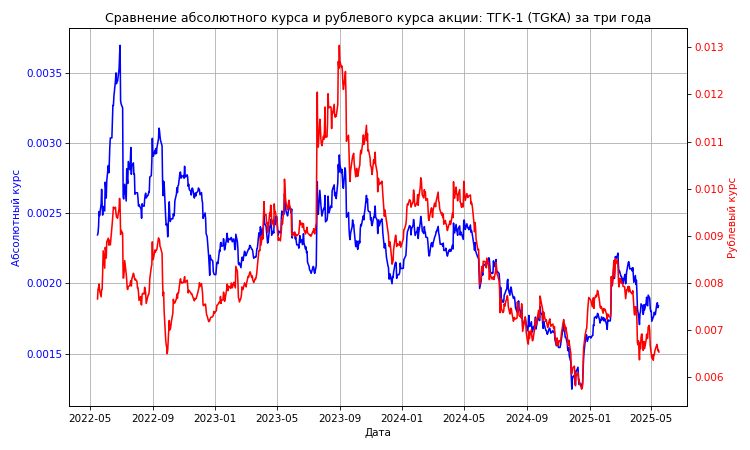 Сравнение абсолютного курса и рублевого курса акции: ТГК-1 (TGKA) за три года
0.0035
0.0030
0.0025
0.0020
0.0015
Абсолютный курс
0.013
0.012
0.011
0.010
0.009
0.008
0.007
0.006
Рублевый курс
2022-05 2022-09 2023-01 2023-05 2023-09 2024-01 2024-05 2024-09 2025-01 2025-05
Дата